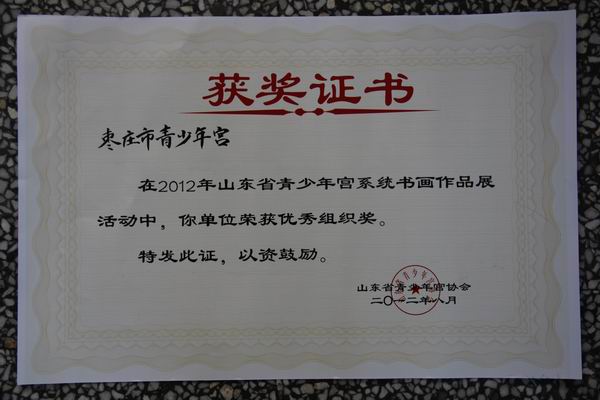 获奖证书
枣庄市青少年宫
在2012年山东省青少年宫系统书画作品展
活动中，你单位荣获优秀组织奖。
特发此证，以资鼓励。
山东省青少年宫协会
二〇一二年八月